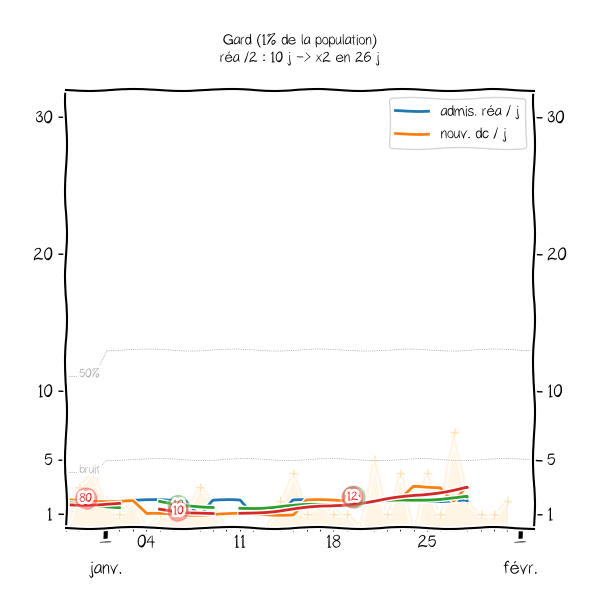 Gard (1% de la population)
réa /2 : 10 j -> x2 en 26 j
admis. réa / j
nouv. dc / j
30
30
20
20
50%
10
10
5
5
bruit
80
10
12
1
1
04
11
18
25
janv.
févr.